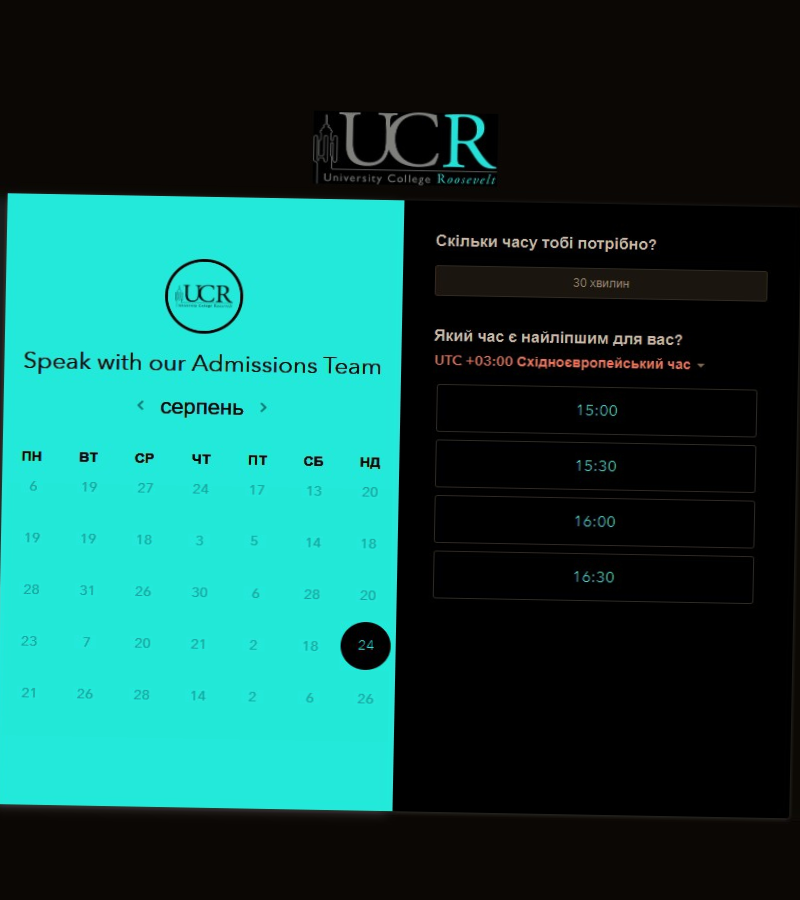 UCR
University College Roosevelt
UCR
University College Roosevelt
Speak with our Admissions Team
серпень
ПН ВТ СР ЧТ ПТ СБ НД
6 19 27 24 17 13 20
19 19 18 3 5 14 18
28 31 26 30 6 28 20
23 7 20 21 2 18 24
21 26 28 14 2 6 26
Скільки часу тобі потрібно?
30 хвилин
Який час є найліпшим для вас?
UTC +03:00 Східноєвропейський час
15:00
15:30
16:00
16:30